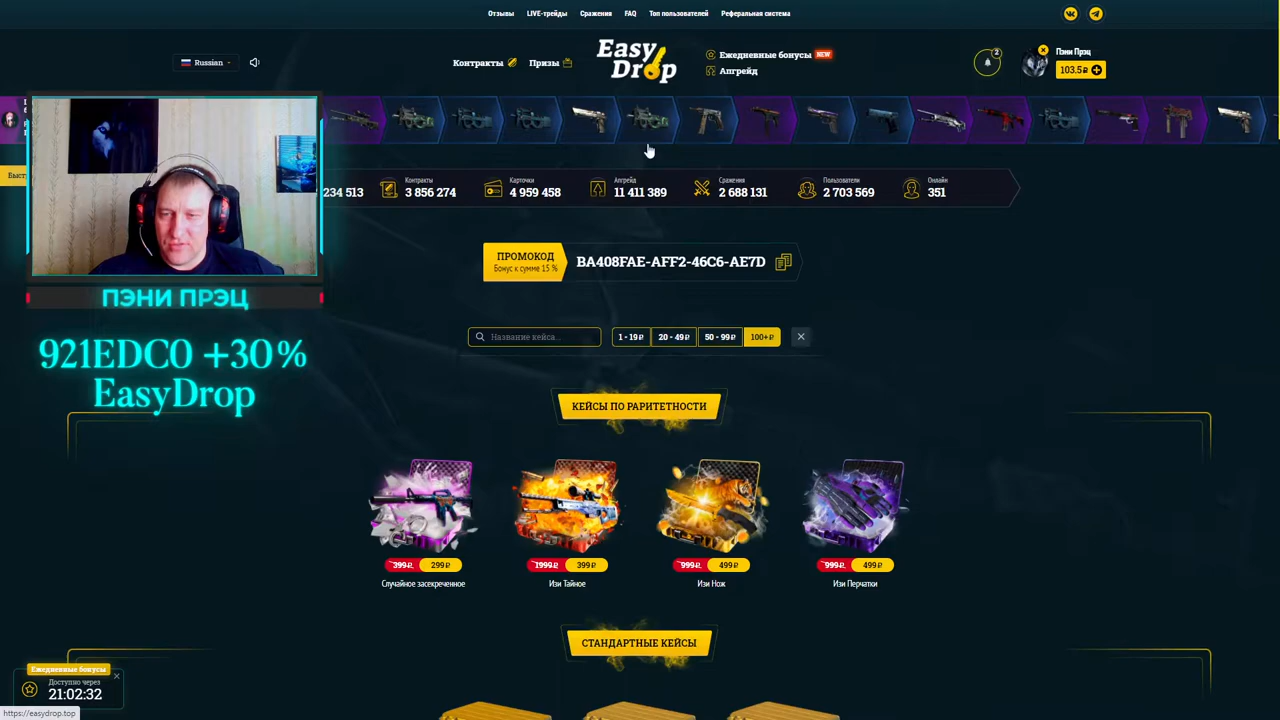 Отзывы LIVE-трейды Сражения FAQ Топ пользователей Реферальная система
Russian
Контракты Призы
Easy Drop
Ежедневные бонусы NEW
Апгрейд
2
Пэни Прэц
103.5₽
234 513
Контракты
3 856 274
Карточки
4 959 458
Апгрейд
11 411 389
Сражения
2 688 131
Пользователи
2 703 569
Онлайн
351
ПРОМОКОД
Бонус к сумме 15 %
BA408FAE-AFF2-46C6-AE7D
ПЭНИ ПРЭЦ
921EDC0 +30%
EasyDrop
Название кейса...
1 - 19₽ 20 - 49₽ 50 - 99₽ 100+₽
КЕЙСЫ ПО РАРИТЕТНОСТИ
399₽ 299₽
Случайное засекреченное
1999₽ 399₽
Изи Тайное
999₽ 499₽
Изи Нож
999₽ 499₽
Изи Перчатки
СТАНДАРТНЫЕ КЕЙСЫ
Ежедневные бонусы
Доступно через
21:02:32
https://easydrop.top